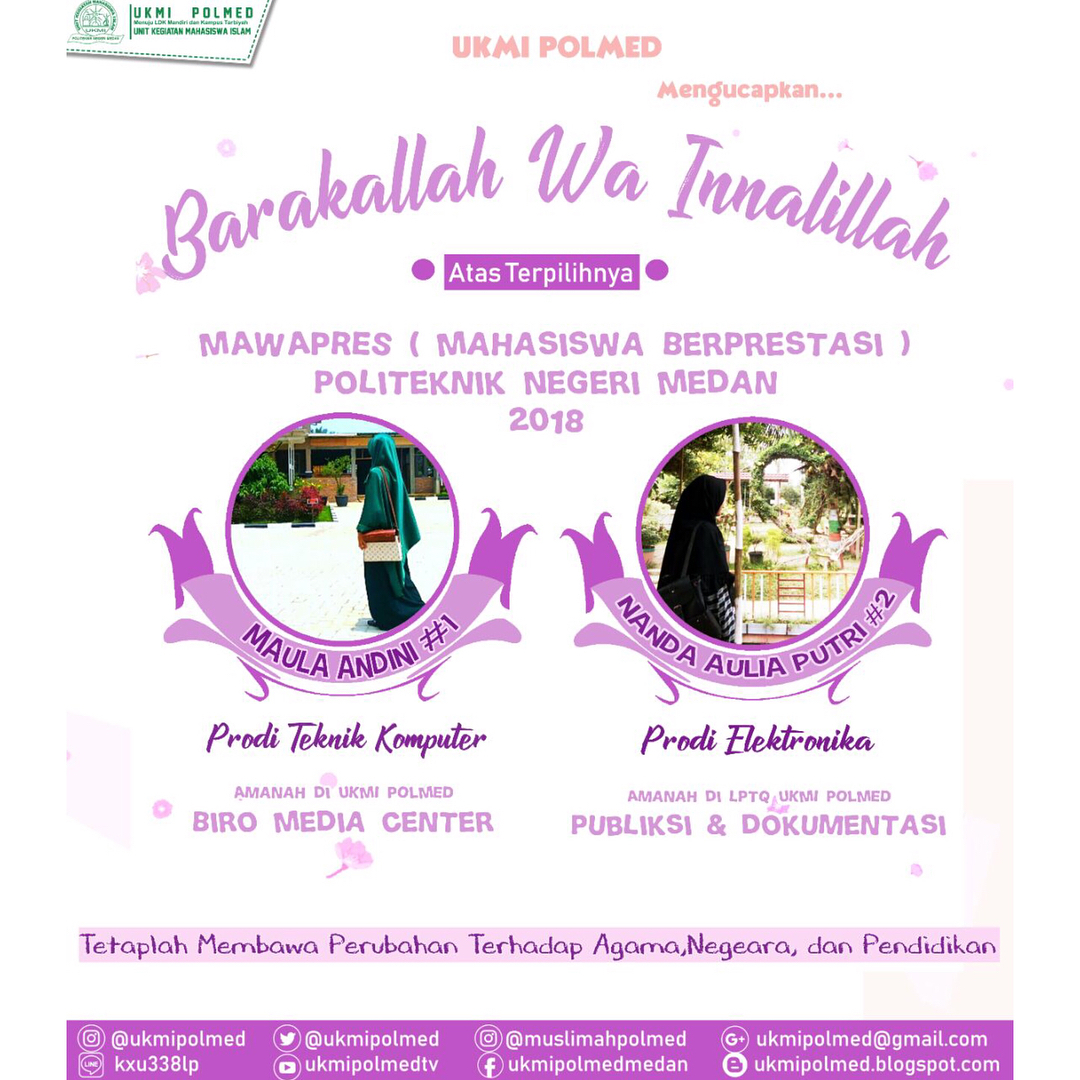 UKMI POLMED
Menuju LDK Mandiri dan Kampus Tarbiyah
UNIT KEGIATAN MAHASISWA ISLAM
UKMI
UKMI POLMED
Mengucapkan...
Barakallah Wa Innalillah
Atas Terpilihnya
MAWAPRES ( MAHASISWA BERPRESTASI )
POLITEKNIK NEGERI MEDAN
2018
MAULA ANDINI #1
NANDA AULIA PUTRI #2
Prodi Teknik Komputer
Prodi Elektronika
AMANAH DI UKMI POLMED
BIRO MEDIA CENTER
AMANAH DI LPTQ UKMI POLMED
PUBLIKSI & DOKUMENTASI
Tetaplah Membawa Perubahan Terhadap Agama,Negeara, dan Pendidikan
@ukmipolmed @ukmipolmed @muslimahpolmed G+ ukmipolmed@gmail.com
LINE kxu338lp ukmipolmedtv ukmipolmedmedan ukmipolmed.blogspot.com